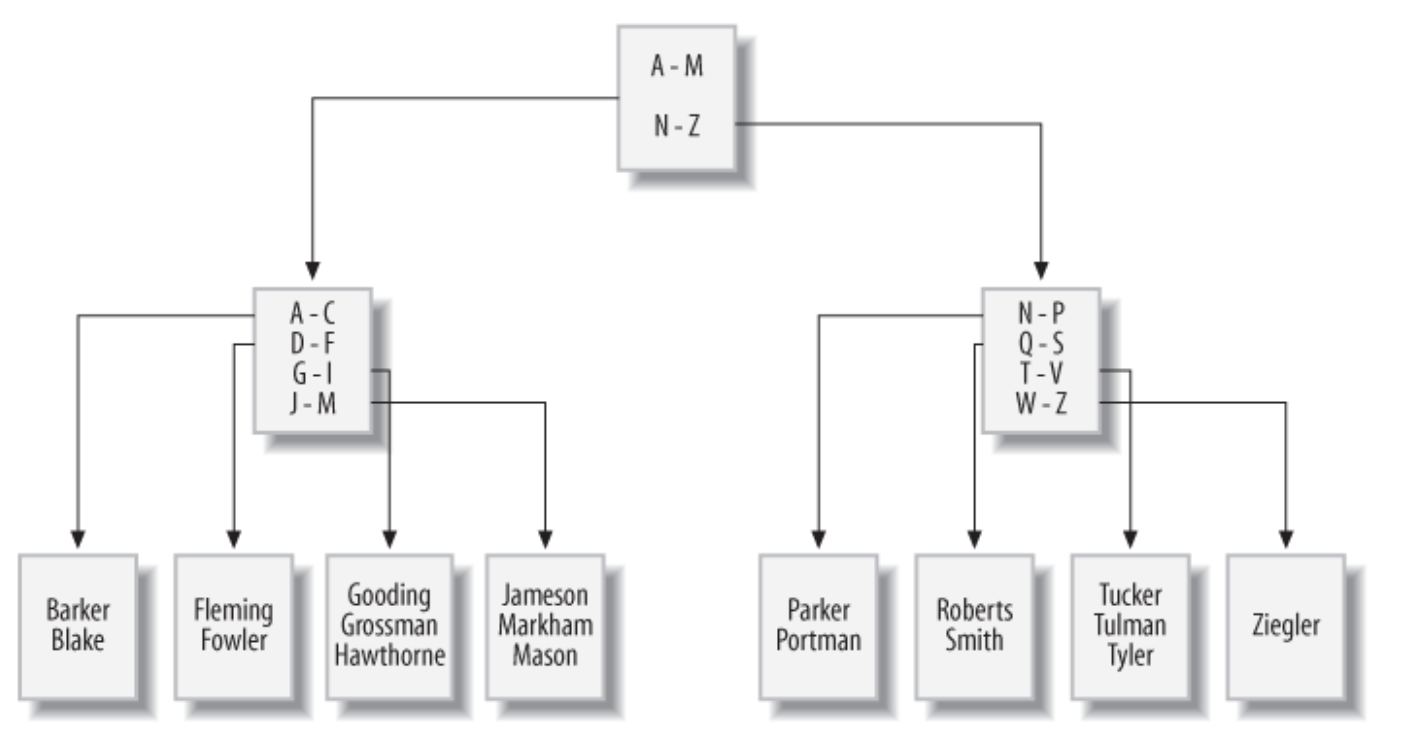 A - M
N - Z
A - C
D - F
G - I
J - M
N - P
Q - S
T - V
W - Z
Barker
Blake
Fleming
Fowler
Gooding
Grossman
Hawthorne
Jameson
Markham
Mason
Parker
Portman
Roberts
Smith
Tucker
Tulman
Tyler
Ziegler